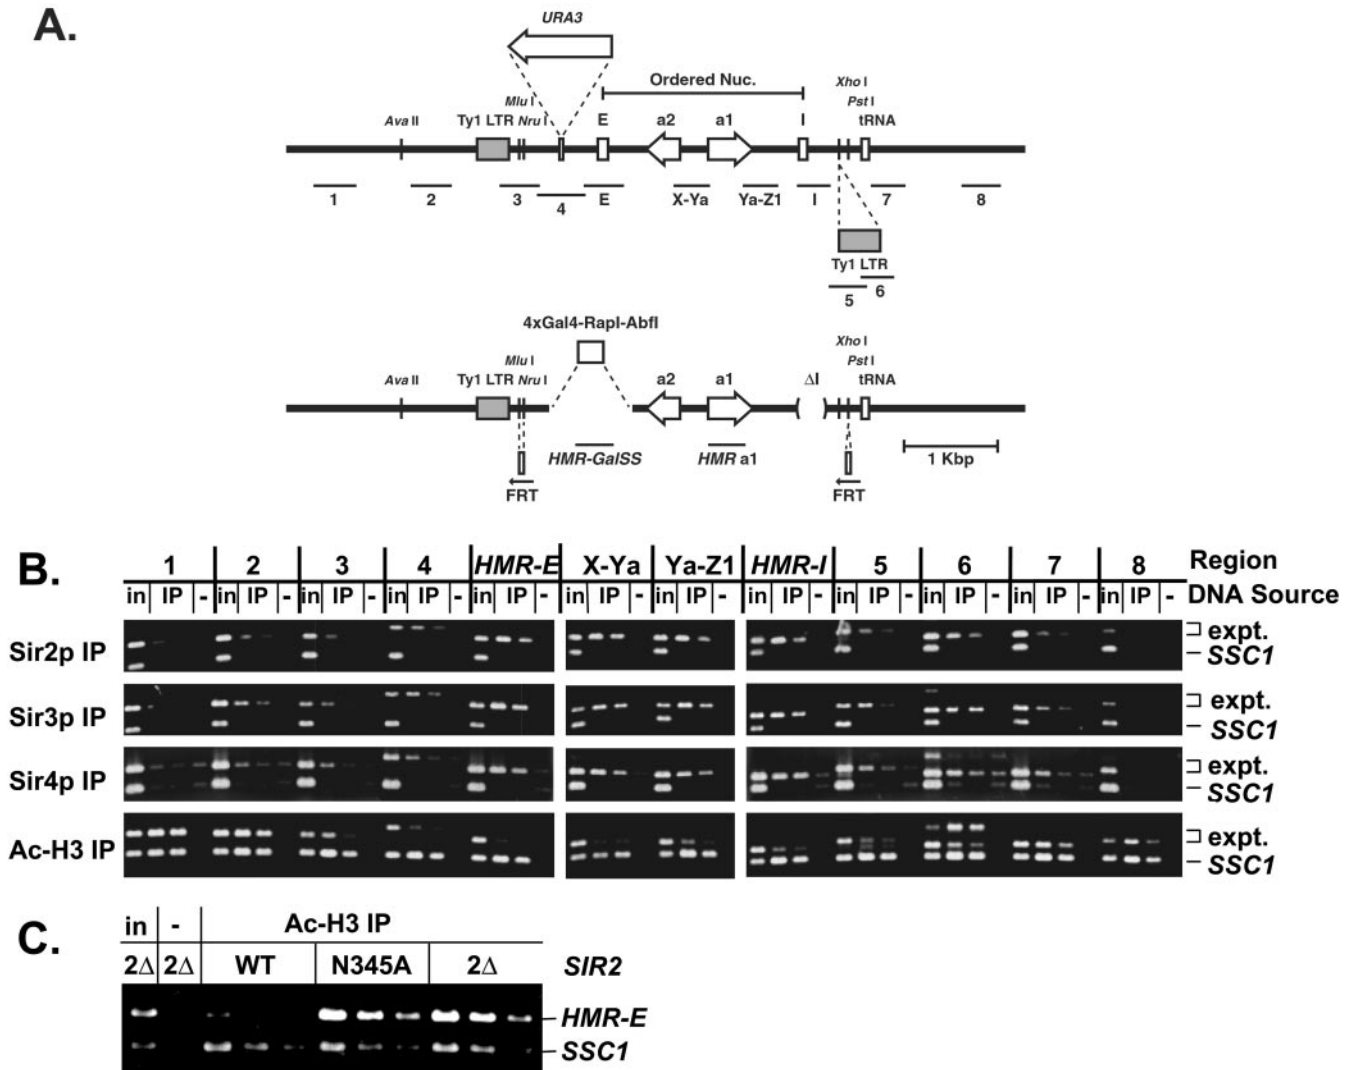 A.
URA3
Ordered Nuc.
Xho I
Mlu I
Pst I
Ava II Ty1 LTR Nru I E a2 a1 I tRNA
1 2 3 4 E X-Ya Ya-Z1 I 7 8
Ty1 LTR
5 6
4xGal4-RapI-AbfI
Xho I
Mlu I
Pst I
Ava II Ty1 LTR Nru I a2 a1 ΔI tRNA
HMR-GalSS HMR a1 1 Kbp
FRT FRT
B.
1 2 3 4 HMR-E X-Ya Ya-Z1 HMR-I 5 6 7 8 Region
in IP - in IP - in IP - in IP - in IP - in IP - in IP - in IP - in IP - in IP - in IP - in IP - DNA Source
Sir2p IP expt.
SSC1
Sir3p IP expt.
SSC1
Sir4p IP expt.
SSC1
Ac-H3 IP expt.
SSC1
C.
in - Ac-H3 IP
2Δ 2Δ WT N345A 2Δ SIR2
HMR-E
SSC1